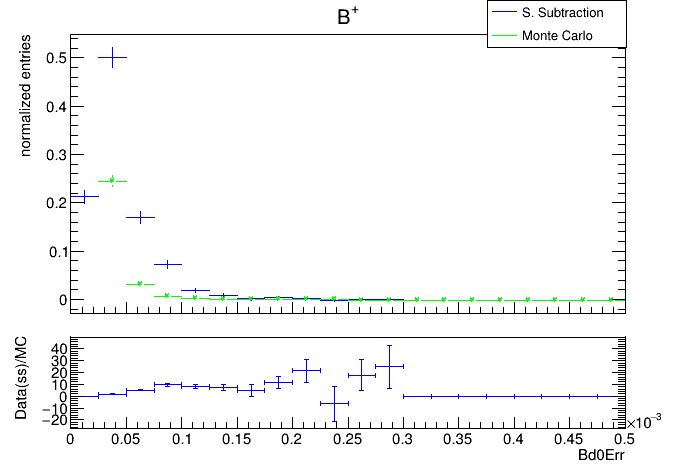 B+
S. Subtraction
Monte Carlo
normalized entries
0.5
0.4
0.3
0.2
0.1
0
Data(ss)/MC
40
30
20
10
0
−10
−20
0 0.05 0.1 0.15 0.2 0.25 0.3 0.35 0.4 0.45 0.5
×10−3
Bd0Err